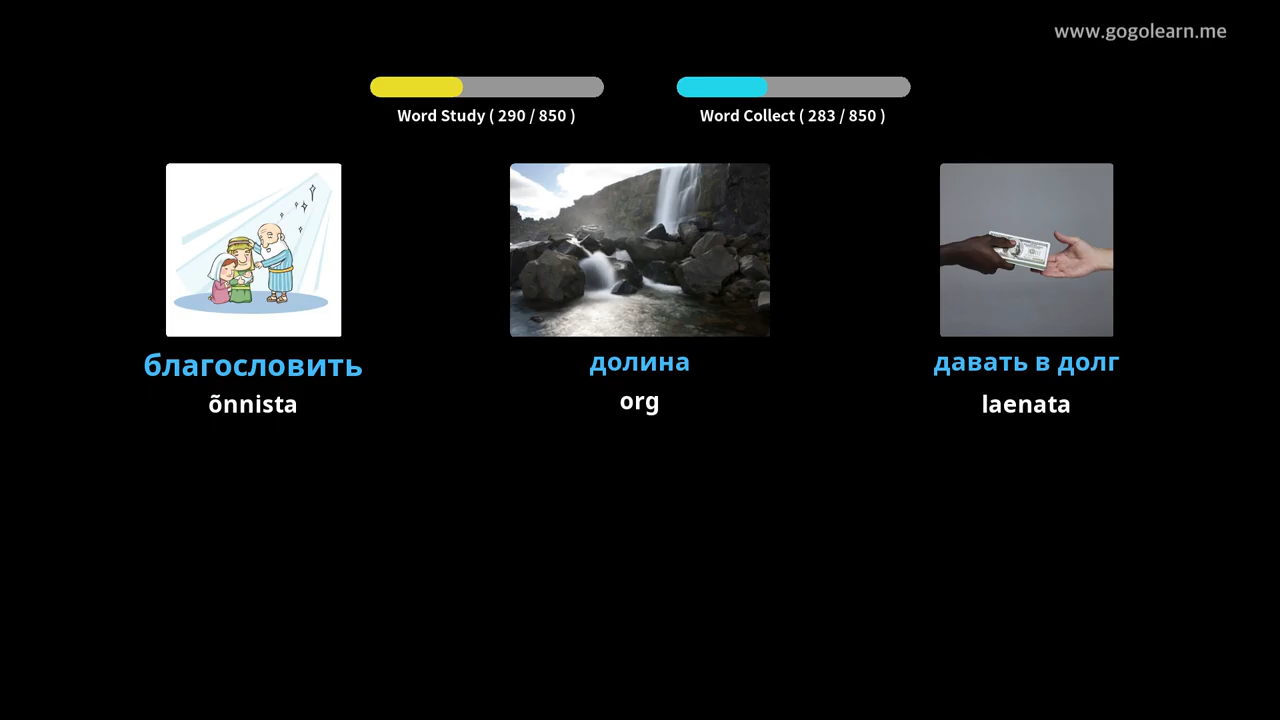 www.gogolearn.me
Word Study ( 290 / 850 )
Word Collect ( 283 / 850 )
благословить
õnnista
долина
org
давать в долг
laenata